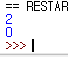 == RESTAR
2
0
>>>